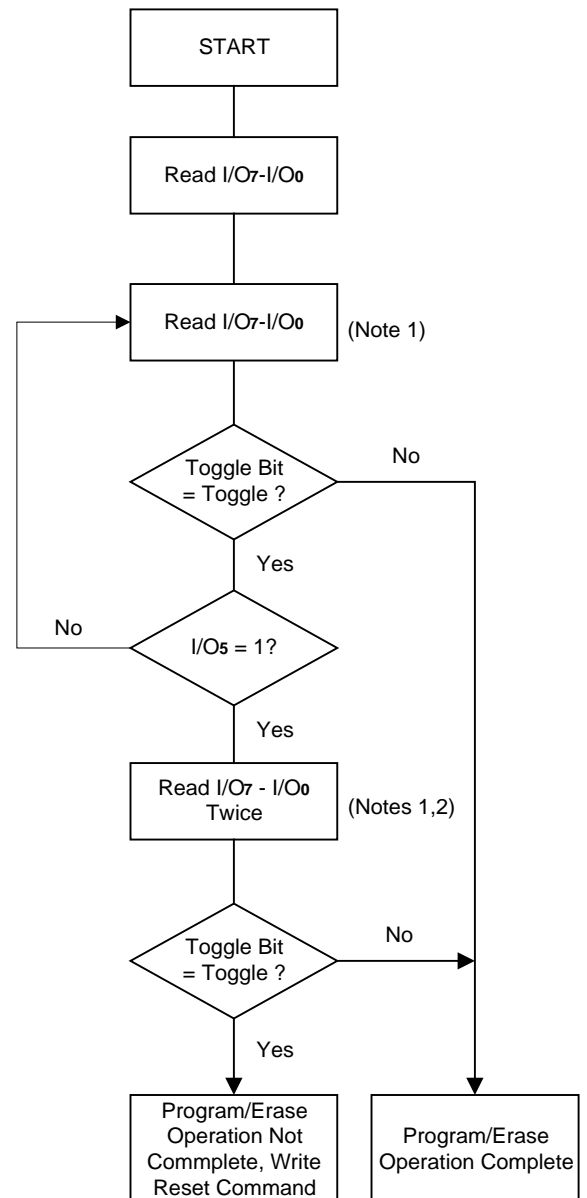 START
Read I/O7-I/O0
Read I/O7-I/O0
(Note 1)
Toggle Bit
= Toggle ?
No
Yes
No
I/O5 = 1?
Yes
Read I/O7 - I/O0
Twice
(Notes 1,2)
Toggle Bit
= Toggle ?
No
Yes
Program/Erase
Operation Not
Commplete, Write
Reset Command
Program/Erase
Operation Complete